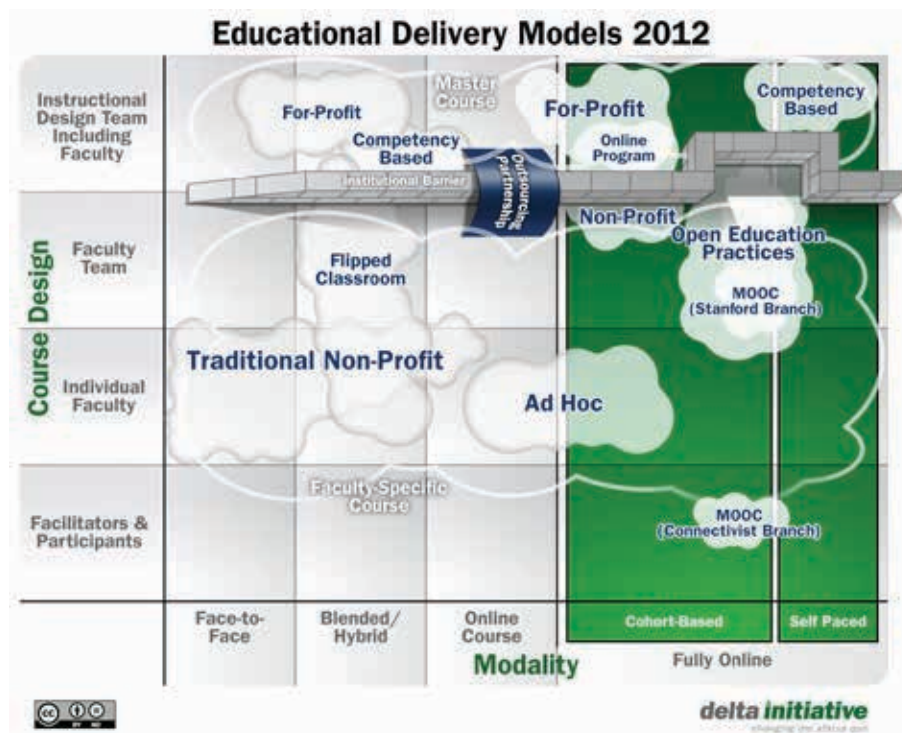 Educational Delivery Models 2012
Instructional
Design Team
Including
Faculty
Master
Course
For-Profit
For-Profit
Competency
Based
Competency
Based
Online
Program
Institutional Barrier
Outsourcing
Partnership
Non-Profit
Open Education
Practices
Course Design
Faculty
Team
Flipped
Classroom
MOOC
(Stanford Branch)
Traditional Non-Profit
Individual
Faculty
Ad Hoc
Faculty-Specific
Course
Facilitators &
Participants
MOOC
(Connectivist Branch)
Face-to-
Face
Blended/
Hybrid
Online
Course
Cohort-Based
Self Paced
Modality
Fully Online
cc
delta initiative